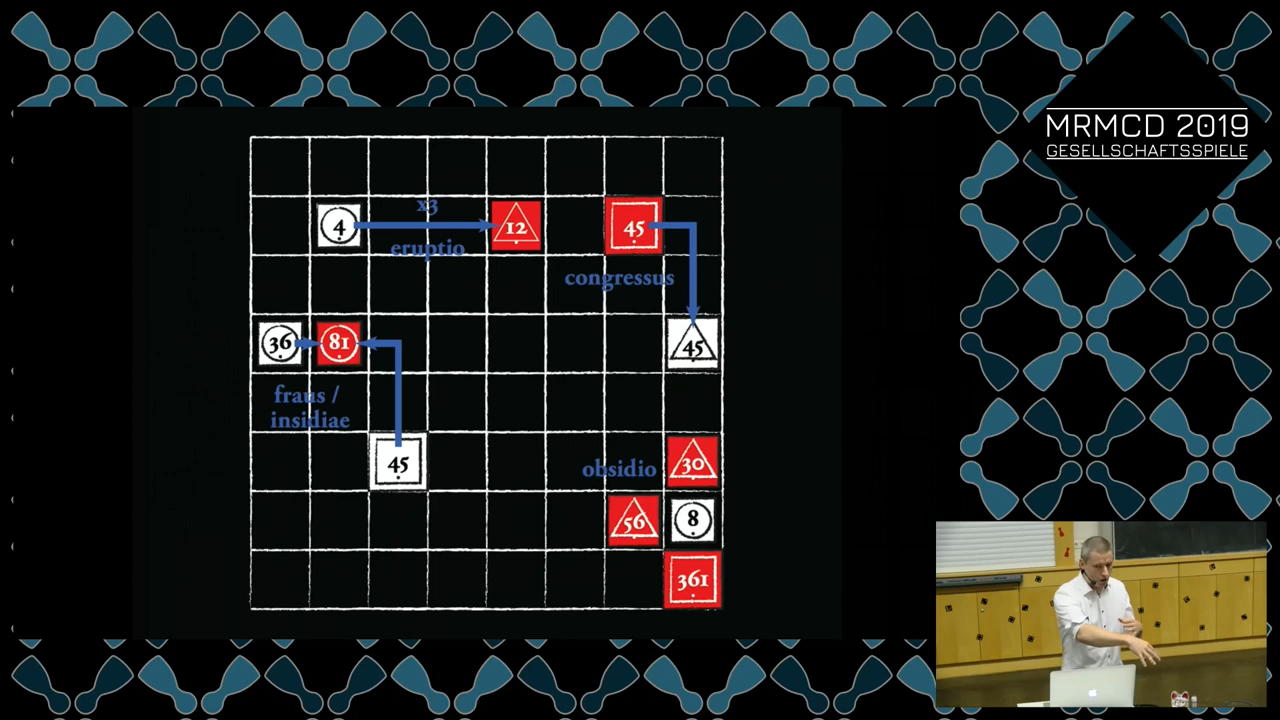 MRMCD 2019
GESELLSCHAFTSSPIELE
x3
4
12
45
eruptio
congressus
36
81
45
fraus /
insidiae
45
obsidio
30
56
8
361